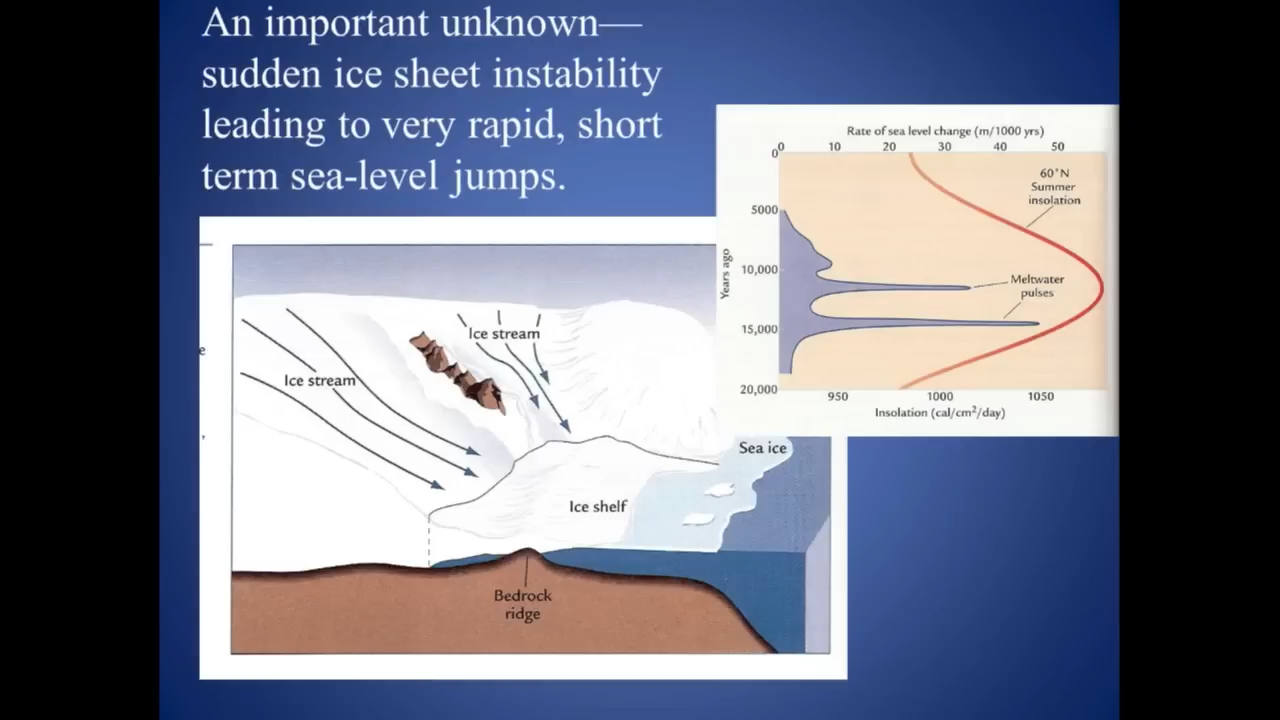 An important unknown—
sudden ice sheet instability
leading to very rapid, short
term sea-level jumps.
Rate of sea level change (m/1000 yrs)
0 10 20 30 40 50
0
60°N
Summer
insolation
5000
Years ago
10,000
Meltwater
pulses
15,000
20,000
950 1000 1050
Insolation (cal/cm²/day)
e
Ice stream
Ice stream
Sea ice
Ice shelf
Bedrock
ridge